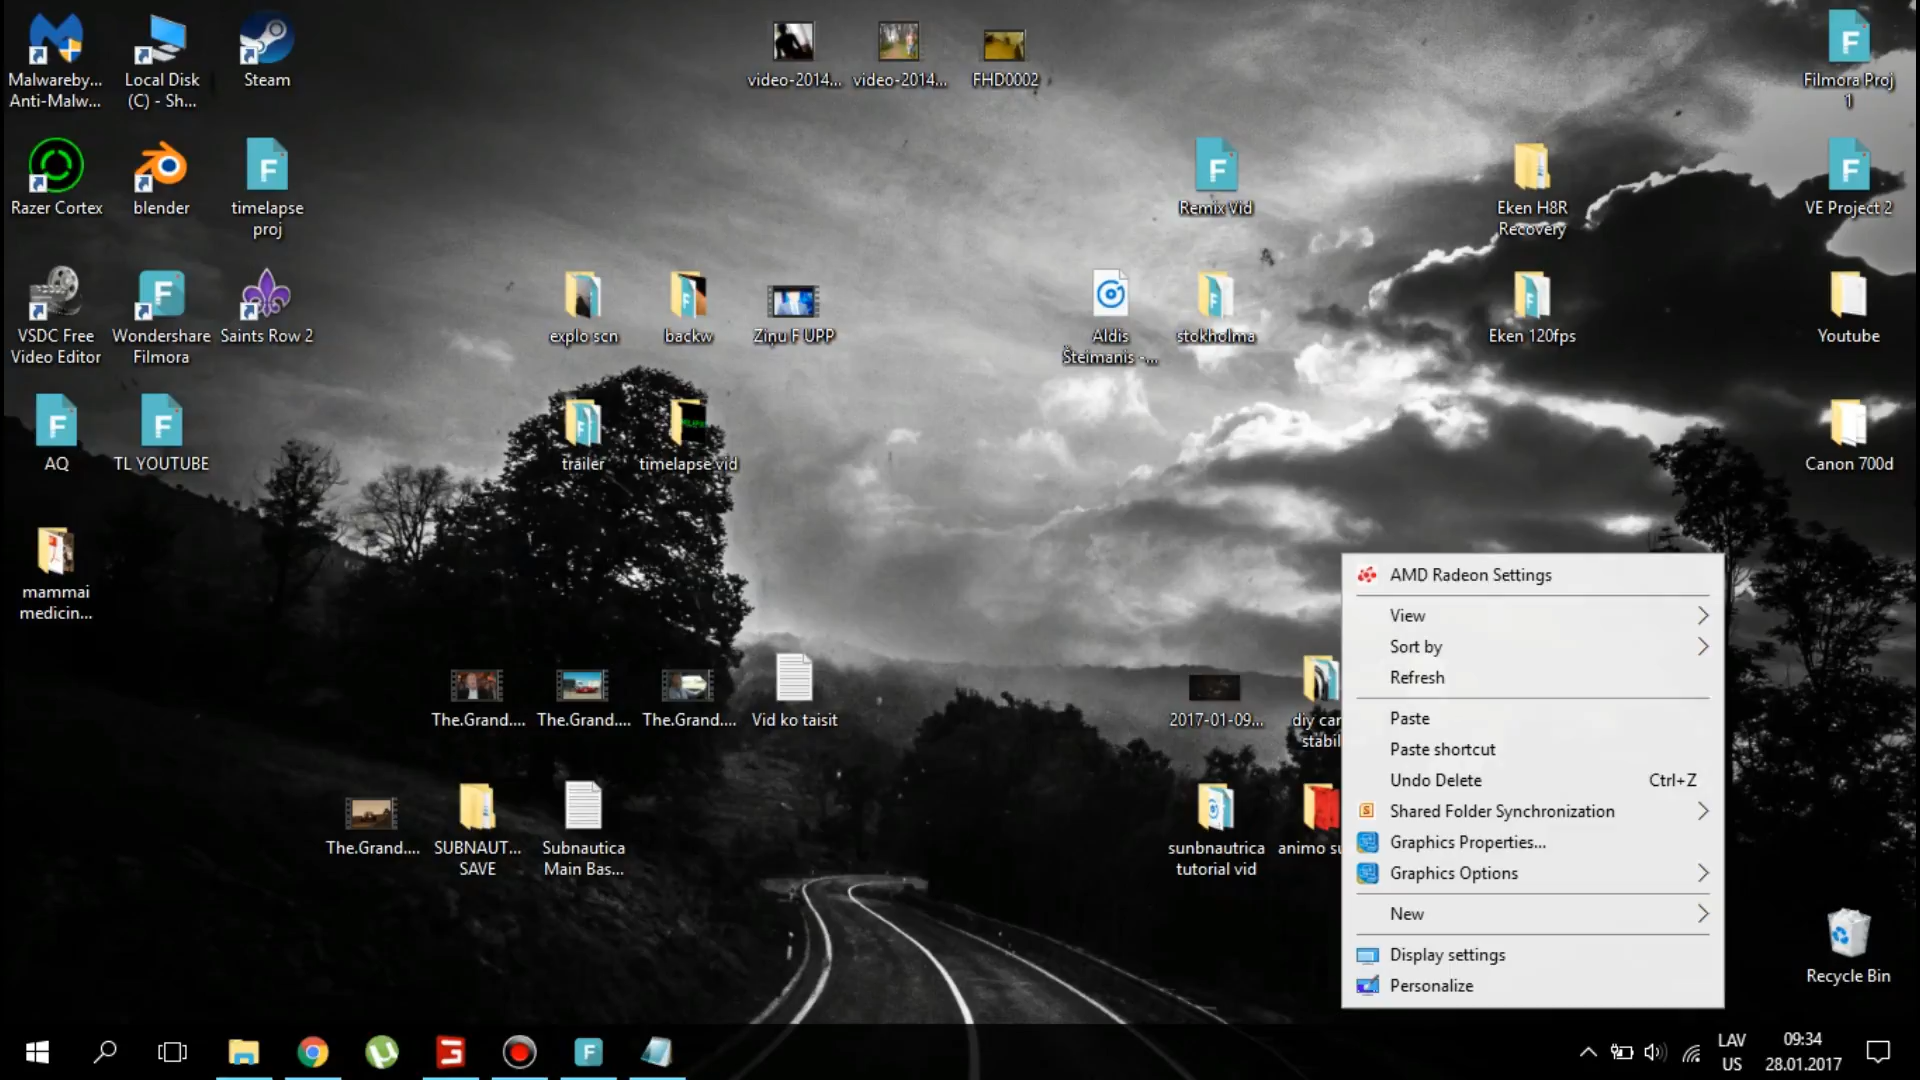 Malwareby...
Anti-Malw...
Local Disk
(C) - Sh...
Steam
video-2014...
video-2014...
FHD0002
Filmora Proj
1
Razer Cortex
blender
timelapse
proj
Remix Vid
Eken H8R
Recovery
VE Project 2
VSDC Free
Video Editor
Wondershare
Filmora
Saints Row 2
explo scn
backw
Ziņu F UPP
Aldis
Šteimanis -...
stokholma
Eken 120fps
Youtube
AQ
TL YOUTUBE
trailer
timelapse vid
Canon 700d
mammai
medicin...
The.Grand....
The.Grand....
The.Grand....
Vid ko taisit
2017-01-09...
diy car
stabil
The.Grand....
SUBNAUT...
SAVE
Subnautica
Main Bas...
sunbnautrica
tutorial vid
animo su
AMD Radeon Settings
View
Sort by
Refresh
Paste
Paste shortcut
Undo Delete Ctrl+Z
Shared Folder Synchronization
Graphics Properties...
Graphics Options
New
Display settings
Personalize
Recycle Bin
LAV
US
09:34
28.01.2017